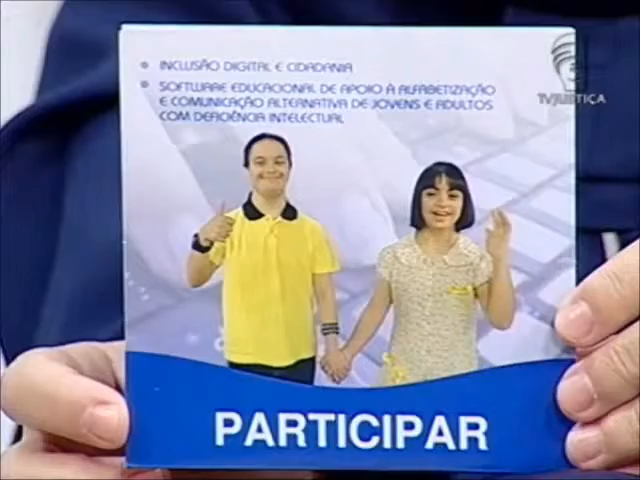 INCLUSÃO DIGITAL E CIDADANIA
SOFTWARE EDUCACIONAL DE APOIO À ALFABETIZAÇÃO
E COMUNICAÇÃO ALTERNATIVA DE JOVENS E ADULTOS
COM DEFICIÊNCIA INTELECTUAL
TVJUSTIÇA
PARTICIPAR